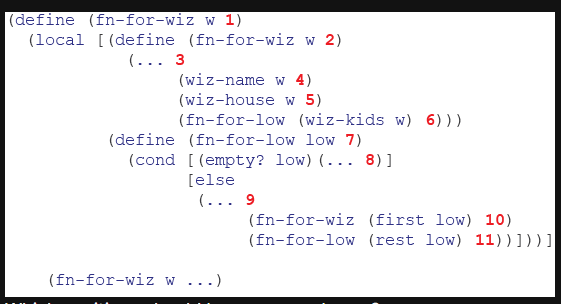 (define (fn-for-wiz w 1)
(local [(define (fn-for-wiz w 2)
(... 3
(wiz-name w 4)
(wiz-house w 5)
(fn-for-low (wiz-kids w) 6)))
(define (fn-for-low low 7)
(cond [(empty? low)(... 8)]
[else
(... 9
(fn-for-wiz (first low) 10)
(fn-for-low (rest low) 11))]))]
(fn-for-wiz w ...)